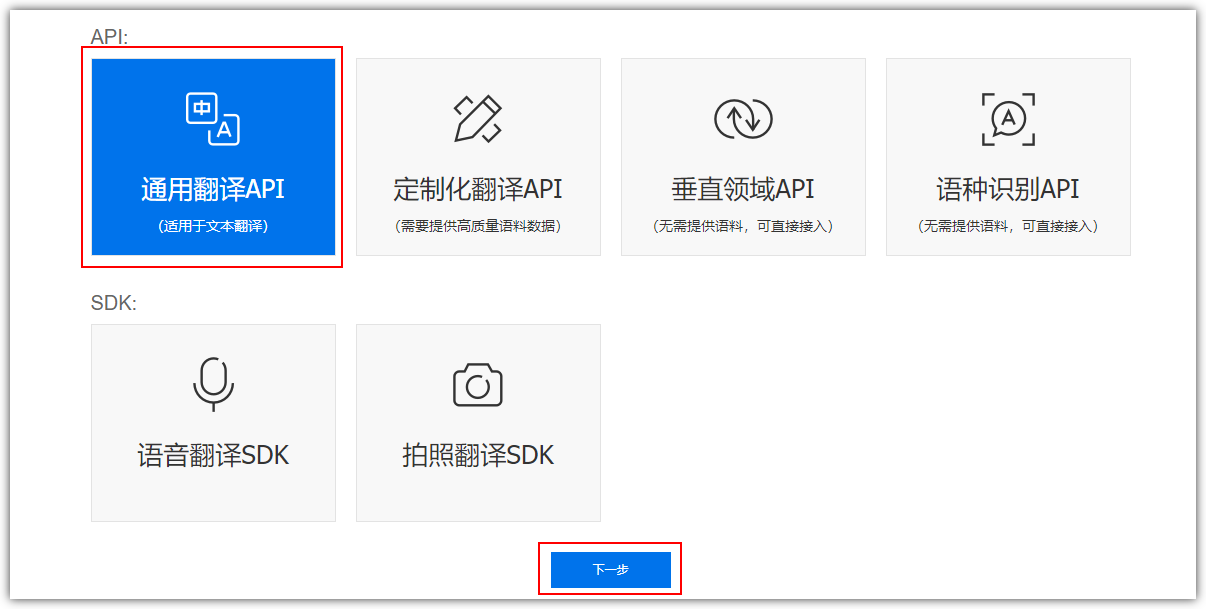 API:
中
A
通用翻译API
(适用于文本翻译)
定制化翻译API
(需要提供高质量语料数据)
垂直领域API
(无需提供语料，可直接接入)
A
语种识别API
(无需提供语料，可直接接入)
SDK:
语音翻译SDK
拍照翻译SDK
下一步